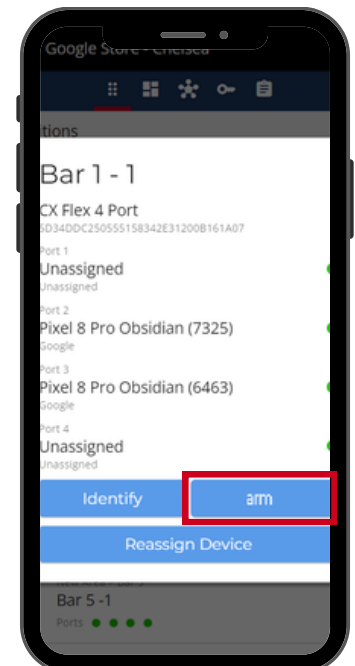 Google Store - Chelsea
Bar 1 - 1
CX Flex 4 Port
Port 1
Unassigned
Unassigned
Port 2
Pixel 8 Pro Obsidian (7325)
Google
Port 3
Pixel 8 Pro Obsidian (6463)
Google
Port 4
Unassigned
Unassigned
Identify
arm
Reassign Device
Bar 5 -1
Ports